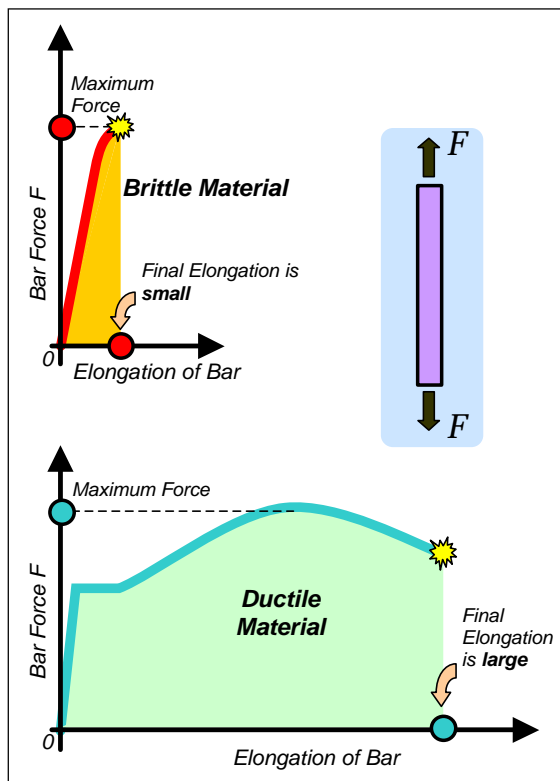 Maximum
Force
Brittle Material
Bar Force F
Final Elongation is
small
0
Elongation of Bar
F
F
Maximum Force
Ductile
Material
Bar Force F
Final
Elongation
is large
0
Elongation of Bar